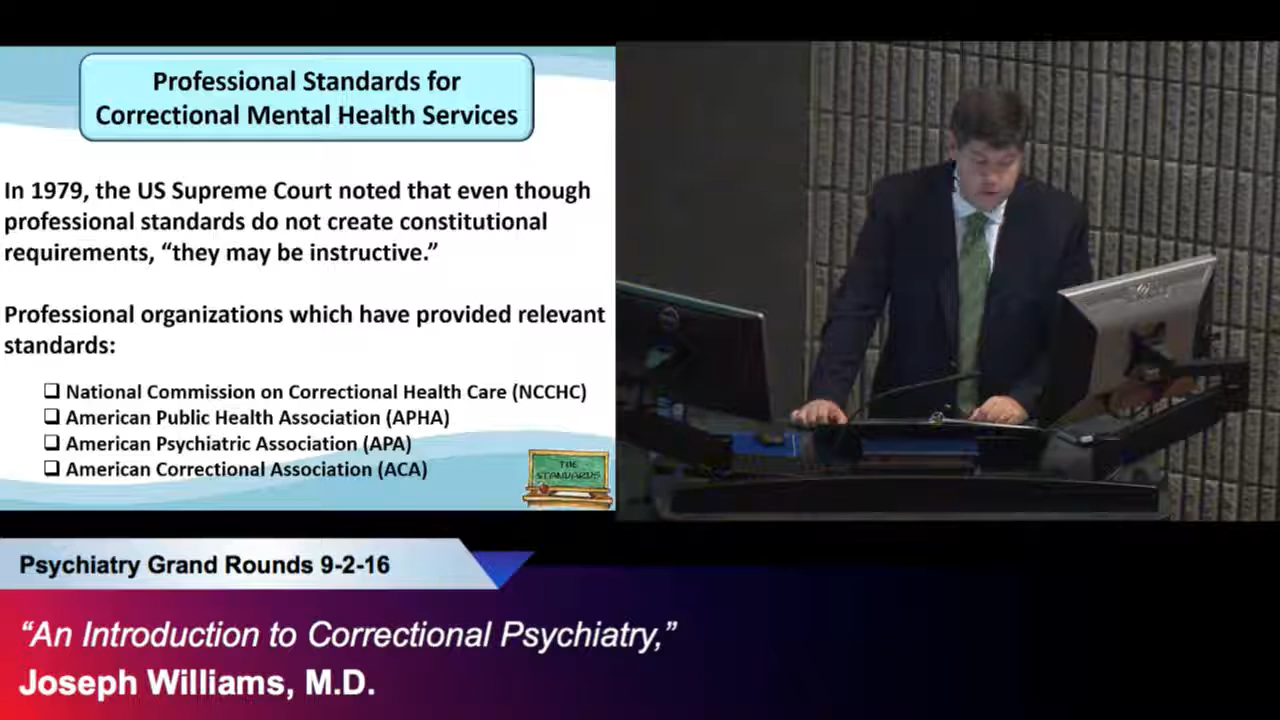 Professional Standards for
Correctional Mental Health Services
In 1979, the US Supreme Court noted that even though
professional standards do not create constitutional
requirements, “they may be instructive.”
Professional organizations which have provided relevant
standards:
❑ National Commission on Correctional Health Care (NCCHC)
❑ American Public Health Association (APHA)
❑ American Psychiatric Association (APA)
❑ American Correctional Association (ACA)
THE
STANDARDS
Psychiatry Grand Rounds 9-2-16
“An Introduction to Correctional Psychiatry,”
Joseph Williams, M.D.